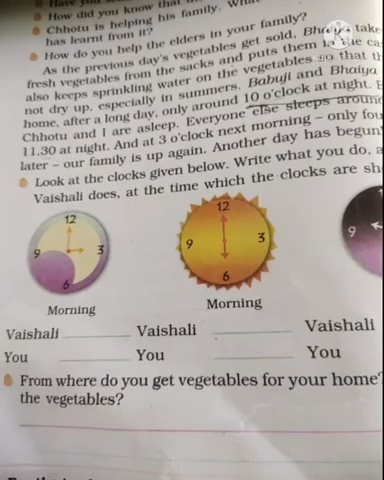 How did you know that
Chhotu is helping his family. What
has learnt from it?
How do you help the elders in your family?
As the previous day's vegetables get sold, take
fresh vegetables from the sacks and puts them
also keeps sprinkling water on the vegetables so that th
not dry up, especially in summers. Babuji and Bhaiya
home, after a long day, only around 10 o'clock at night. B
Chhotu and I are asleep. Everyone else sleeps around
11.30 at night. And at 3 o'clock next morning – only fou
later – our family is up again. Another day has begun
Look at the clocks given below. Write what you do, a
Vaishali does, at the time which the clocks are sh
12
9 3
6
12
9 3
6
9
Morning
Morning
Vaishali Vaishali Vaishali
You You You
From where do you get vegetables for your home?
the vegetables?